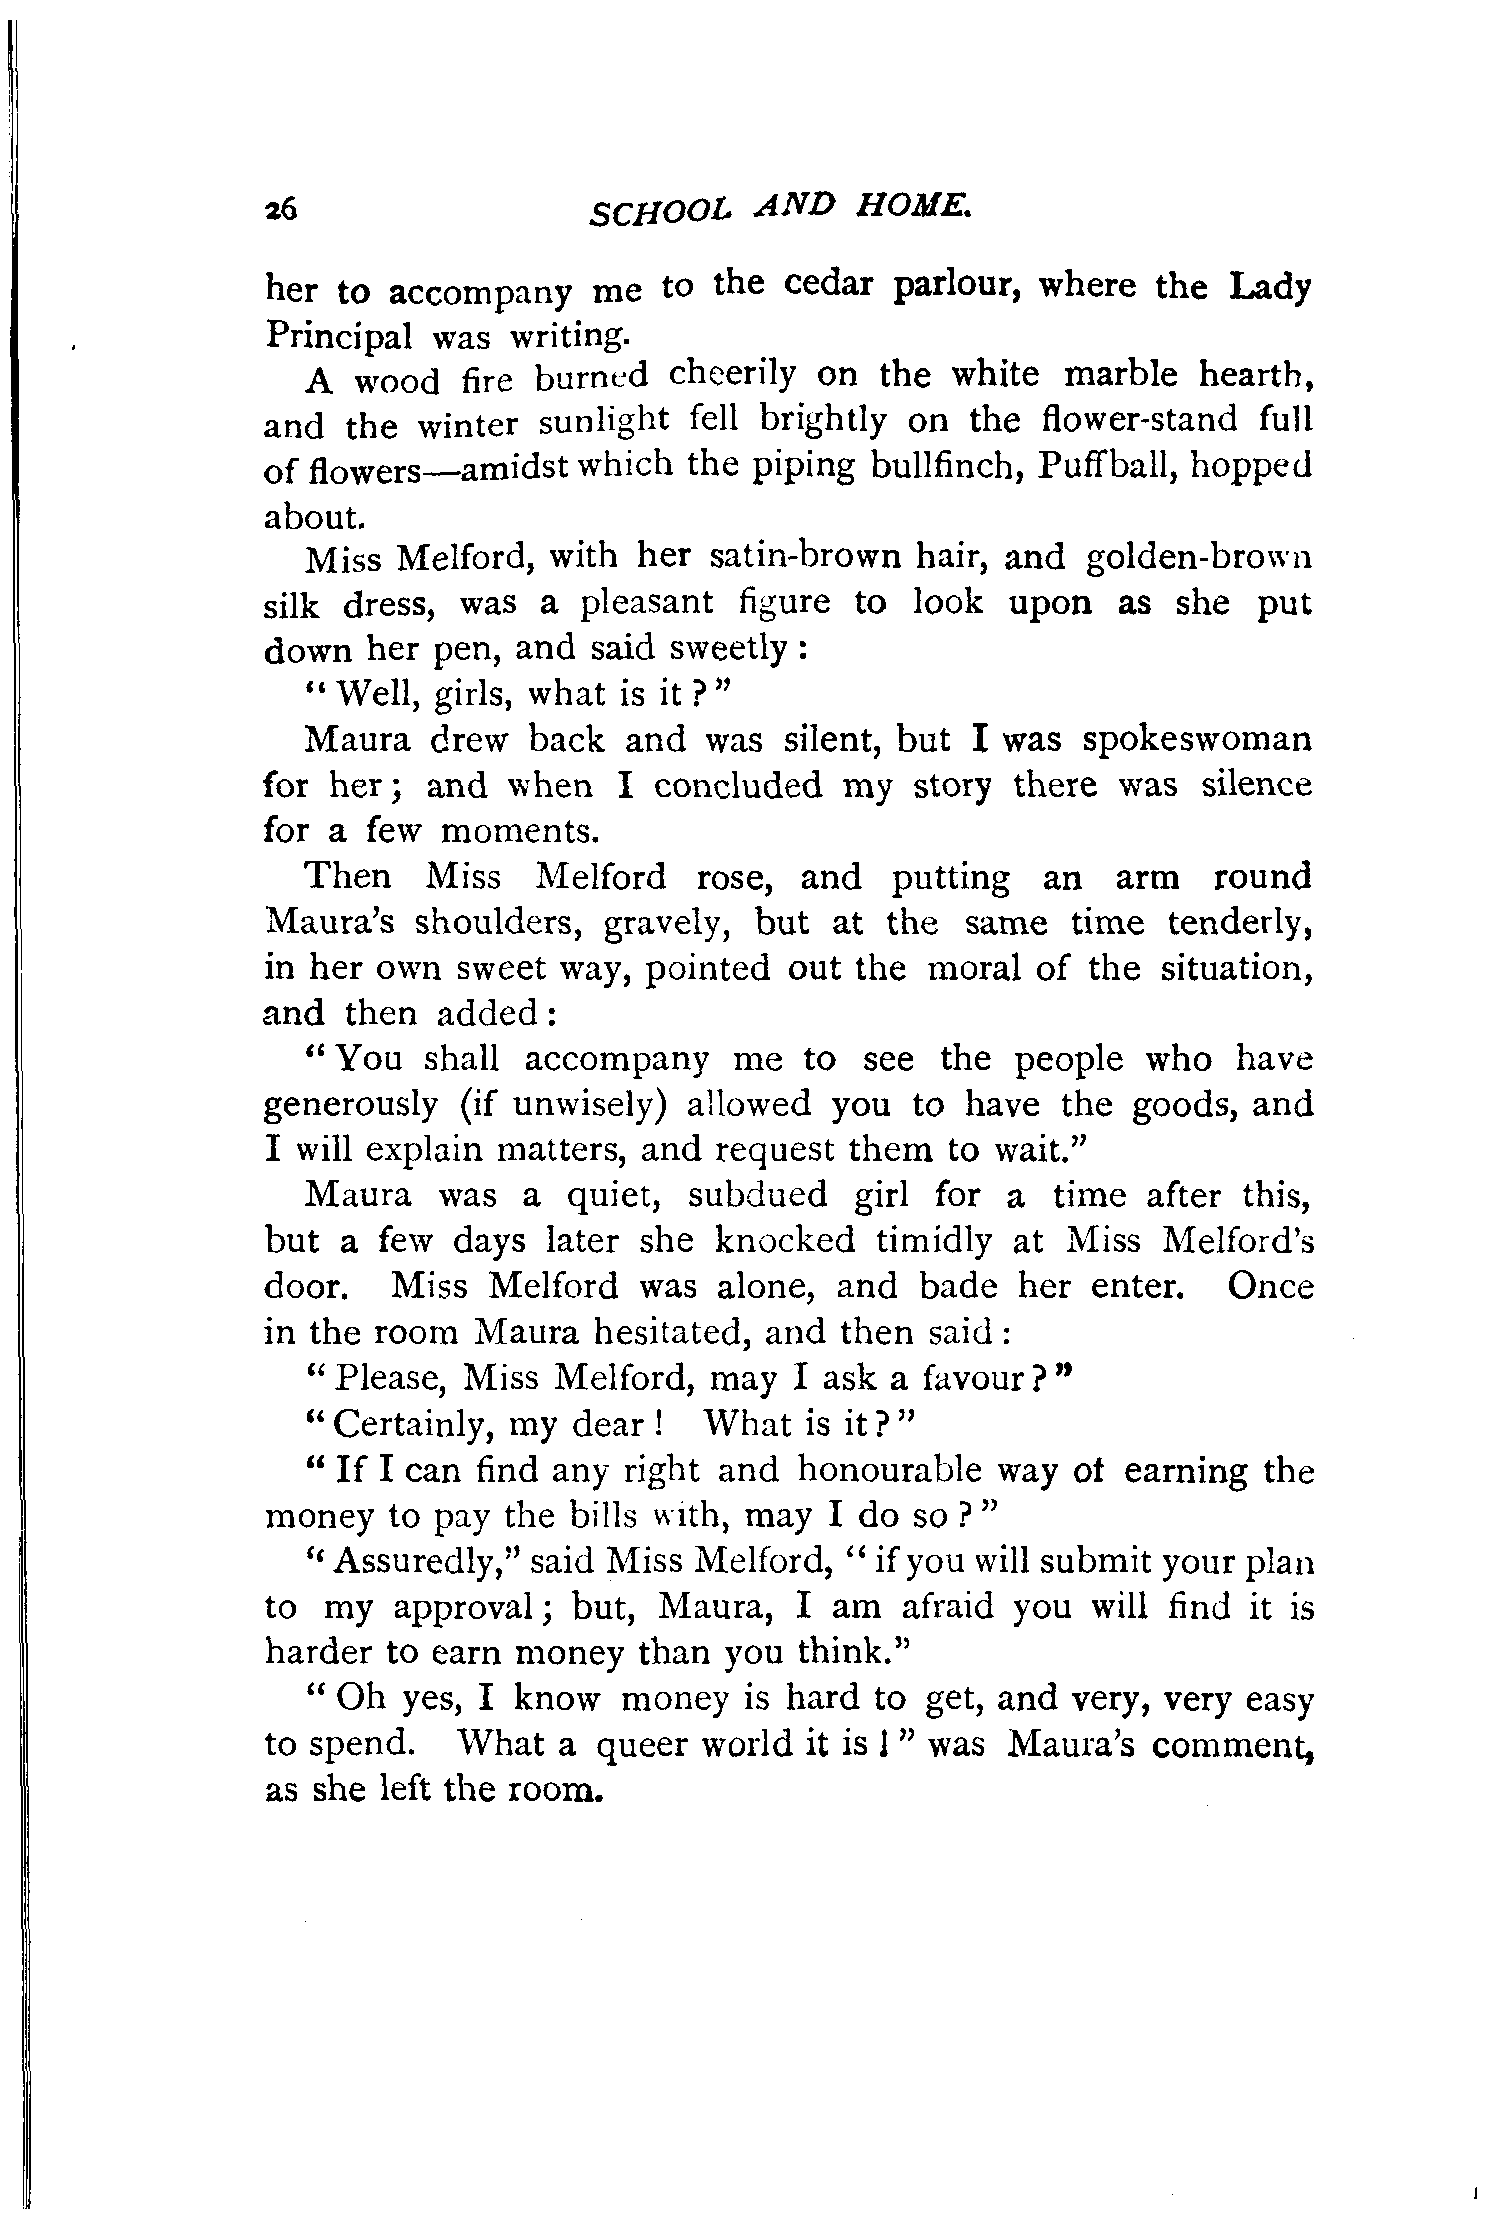 26 SCHOOL AND HOME.
her to accompany me to the cedar parlour, where the Lady
Principal was writing.
A wood fire burned cheerily on the white marble hearth,
and the winter sunlight fell brightly on the flower-stand full
of flowers—amidst which the piping bullfinch, Puffball, hopped
about.
Miss Melford, with her satin-brown hair, and golden-brown
silk dress, was a pleasant figure to look upon as she put
down her pen, and said sweetly :
“ Well, girls, what is it ? ”
Maura drew back and was silent, but I was spokeswoman
for her ; and when I concluded my story there was silence
for a few moments.
Then Miss Melford rose, and putting an arm round
Maura’s shoulders, gravely, but at the same time tenderly,
in her own sweet way, pointed out the moral of the situation,
and then added :
“ You shall accompany me to see the people who have
generously (if unwisely) allowed you to have the goods, and
I will explain matters, and request them to wait.”
Maura was a quiet, subdued girl for a time after this,
but a few days later she knocked timidly at Miss Melford’s
door. Miss Melford was alone, and bade her enter. Once
in the room Maura hesitated, and then said :
“ Please, Miss Melford, may I ask a favour ? ”
“ Certainly, my dear ! What is it ? ”
“ If I can find any right and honourable way of earning the
money to pay the bills with, may I do so ? ”
“ Assuredly,” said Miss Melford, “ if you will submit your plan
to my approval ; but, Maura, I am afraid you will find it is
harder to earn money than you think.”
“ Oh yes, I know money is hard to get, and very, very easy
to spend. What a queer world it is ! ” was Maura’s comment,
as she left the room.